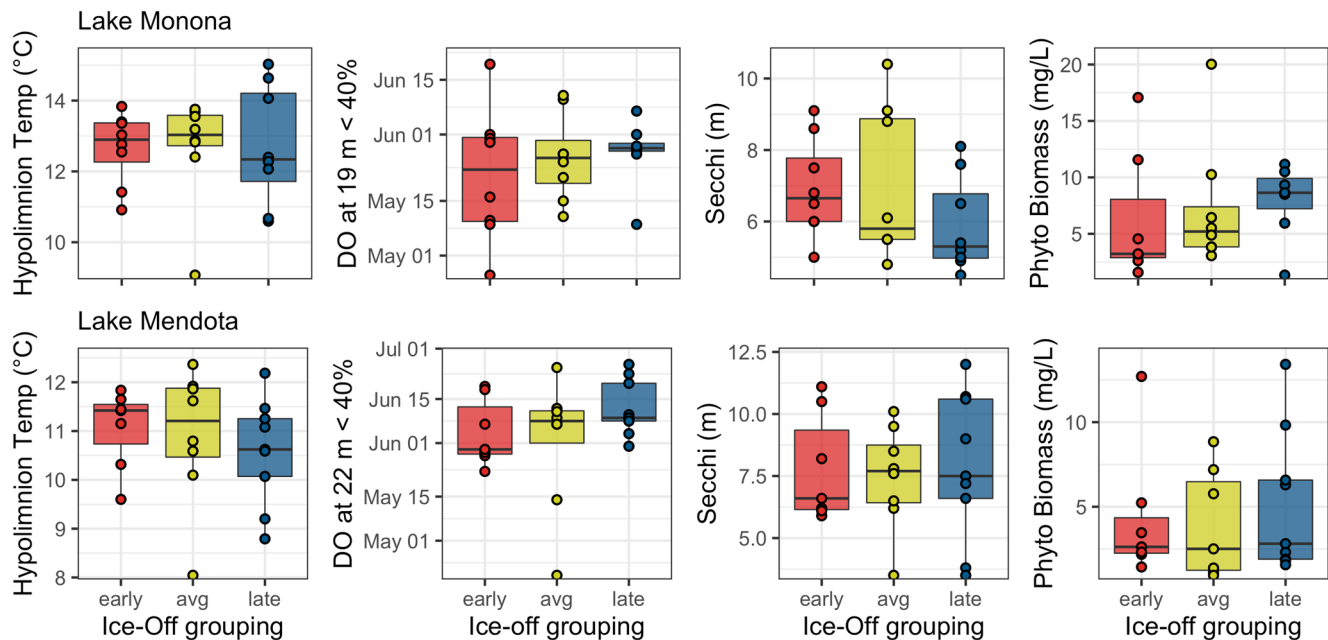 Lake Monona
Hypolimnion Temp (°C)
14
12
10
DO at 19 m < 40%
Jun 15
Jun 01
May 15
May 01
Secchi (m)
10
8
6
Phyto Biomass (mg/L)
20
15
10
5
Lake Mendota
Hypolimnion Temp (°C)
12
11
10
9
8
early avg late
Ice-Off grouping
DO at 22 m < 40%
Jul 01
Jun 15
Jun 01
May 15
May 01
early avg late
Ice-off grouping
Secchi (m)
12.5
10.0
7.5
5.0
early avg late
Ice-off grouping
Phyto Biomass (mg/L)
10
5
early avg late
Ice-off grouping